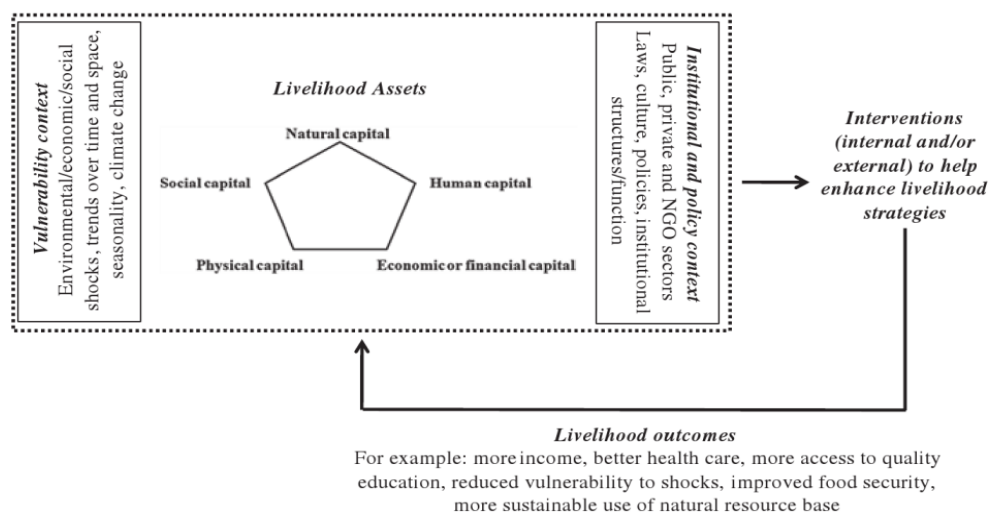 Vulnerability context
Environmental/economic/social
shocks, trends over time and space,
seasonality, climate change
Livelihood Assets
Natural capital
Social capital
Human capital
Physical capital
Economic or financial capital
Institutional and policy context
Public, private and NGO sectors
Laws, culture, policies, institutional
structures/function
Interventions
(internal and/or
external) to help
enhance livelihood
strategies
Livelihood outcomes
For example: more income, better health care, more access to quality
education, reduced vulnerability to shocks, improved food security,
more sustainable use of natural resource base